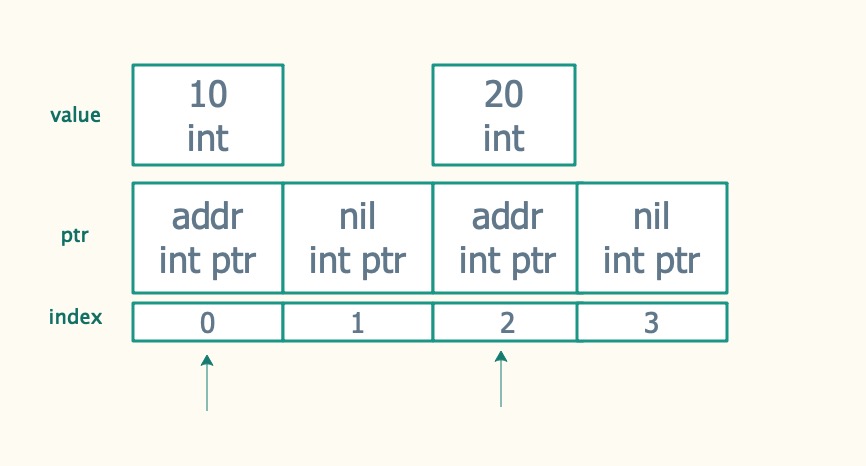 value
10
int
20
int
ptr
addr
int ptr
nil
int ptr
addr
int ptr
nil
int ptr
index
0
1
2
3